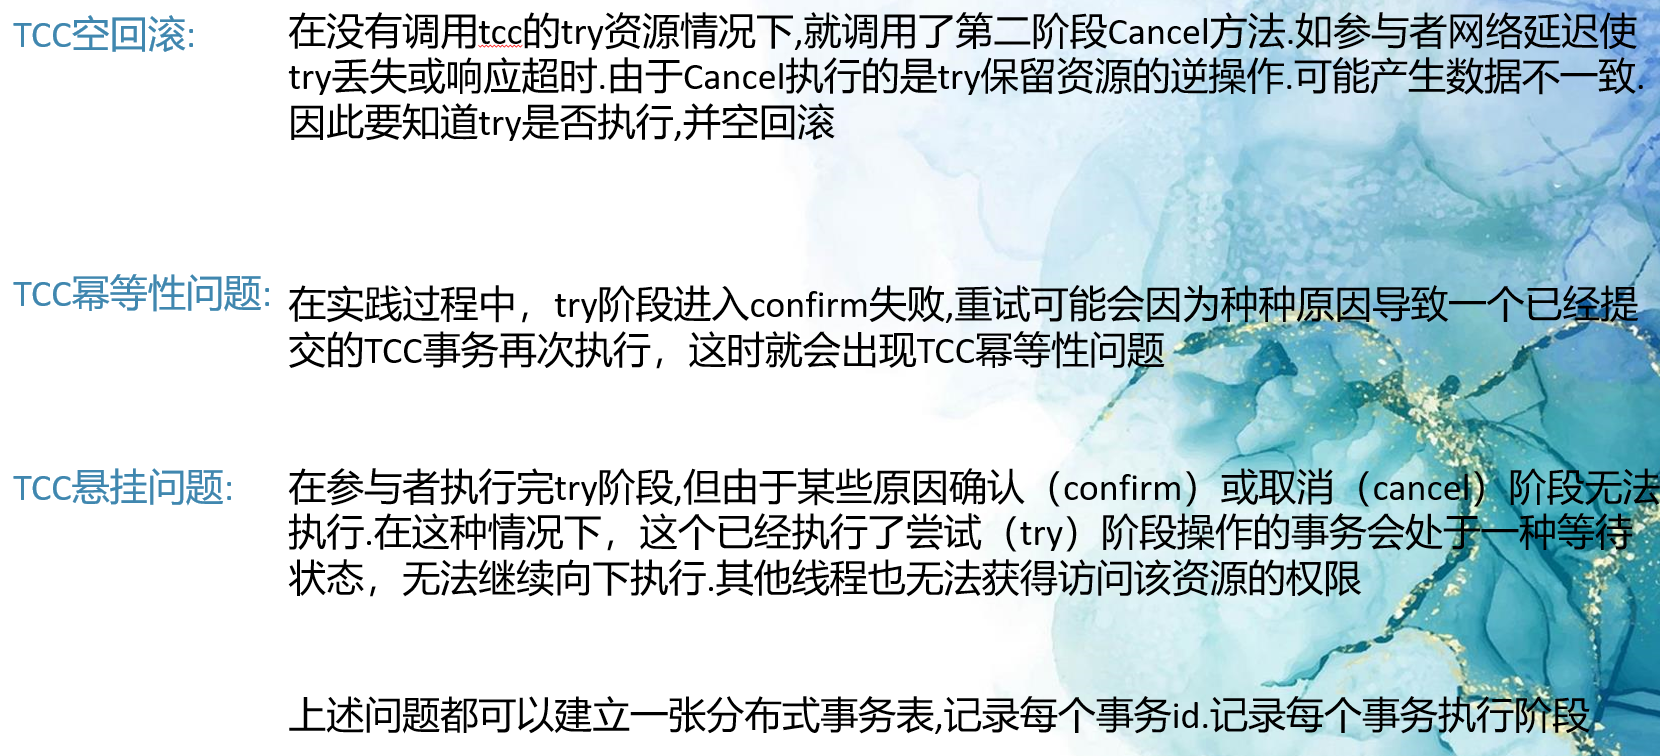 TCC空回滚:
在没有调用tcc的try资源情况下,就调用了第二阶段Cancel方法.如参与者网络延迟使
try丢失或响应超时.由于Cancel执行的是try保留资源的逆操作.可能产生数据不一致.
因此要知道try是否执行,并空回滚
TCC幂等性问题:
在实践过程中，try阶段进入confirm失败,重试可能会因为种种原因导致一个已经提
交的TCC事务再次执行，这时就会出现TCC幂等性问题
TCC悬挂问题:
在参与者执行完try阶段,但由于某些原因确认（confirm）或取消（cancel）阶段无法
执行.在这种情况下，这个已经执行了尝试（try）阶段操作的事务会处于一种等待
状态，无法继续向下执行.其他线程也无法获得访问该资源的权限
上述问题都可以建立一张分布式事务表,记录每个事务id.记录每个事务执行阶段